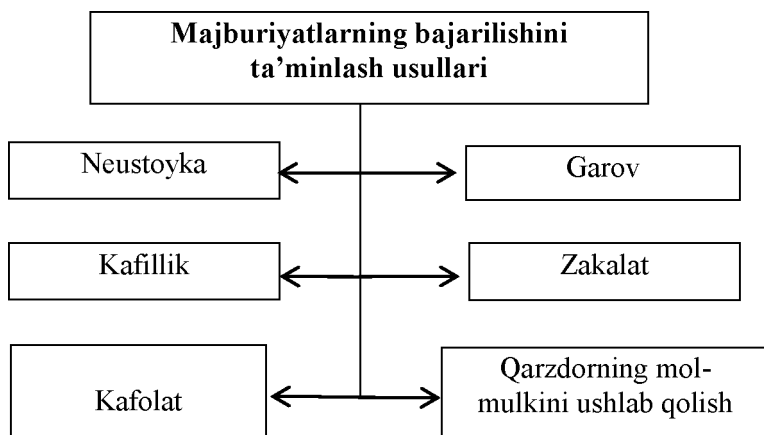 Majburiyatlarning bajarilishini
ta’minlash usullari
Neustoyka
Garov
Kafillik
Zakalat
Kafolat
Qarzdorning mol-
mulkini ushlab qolish